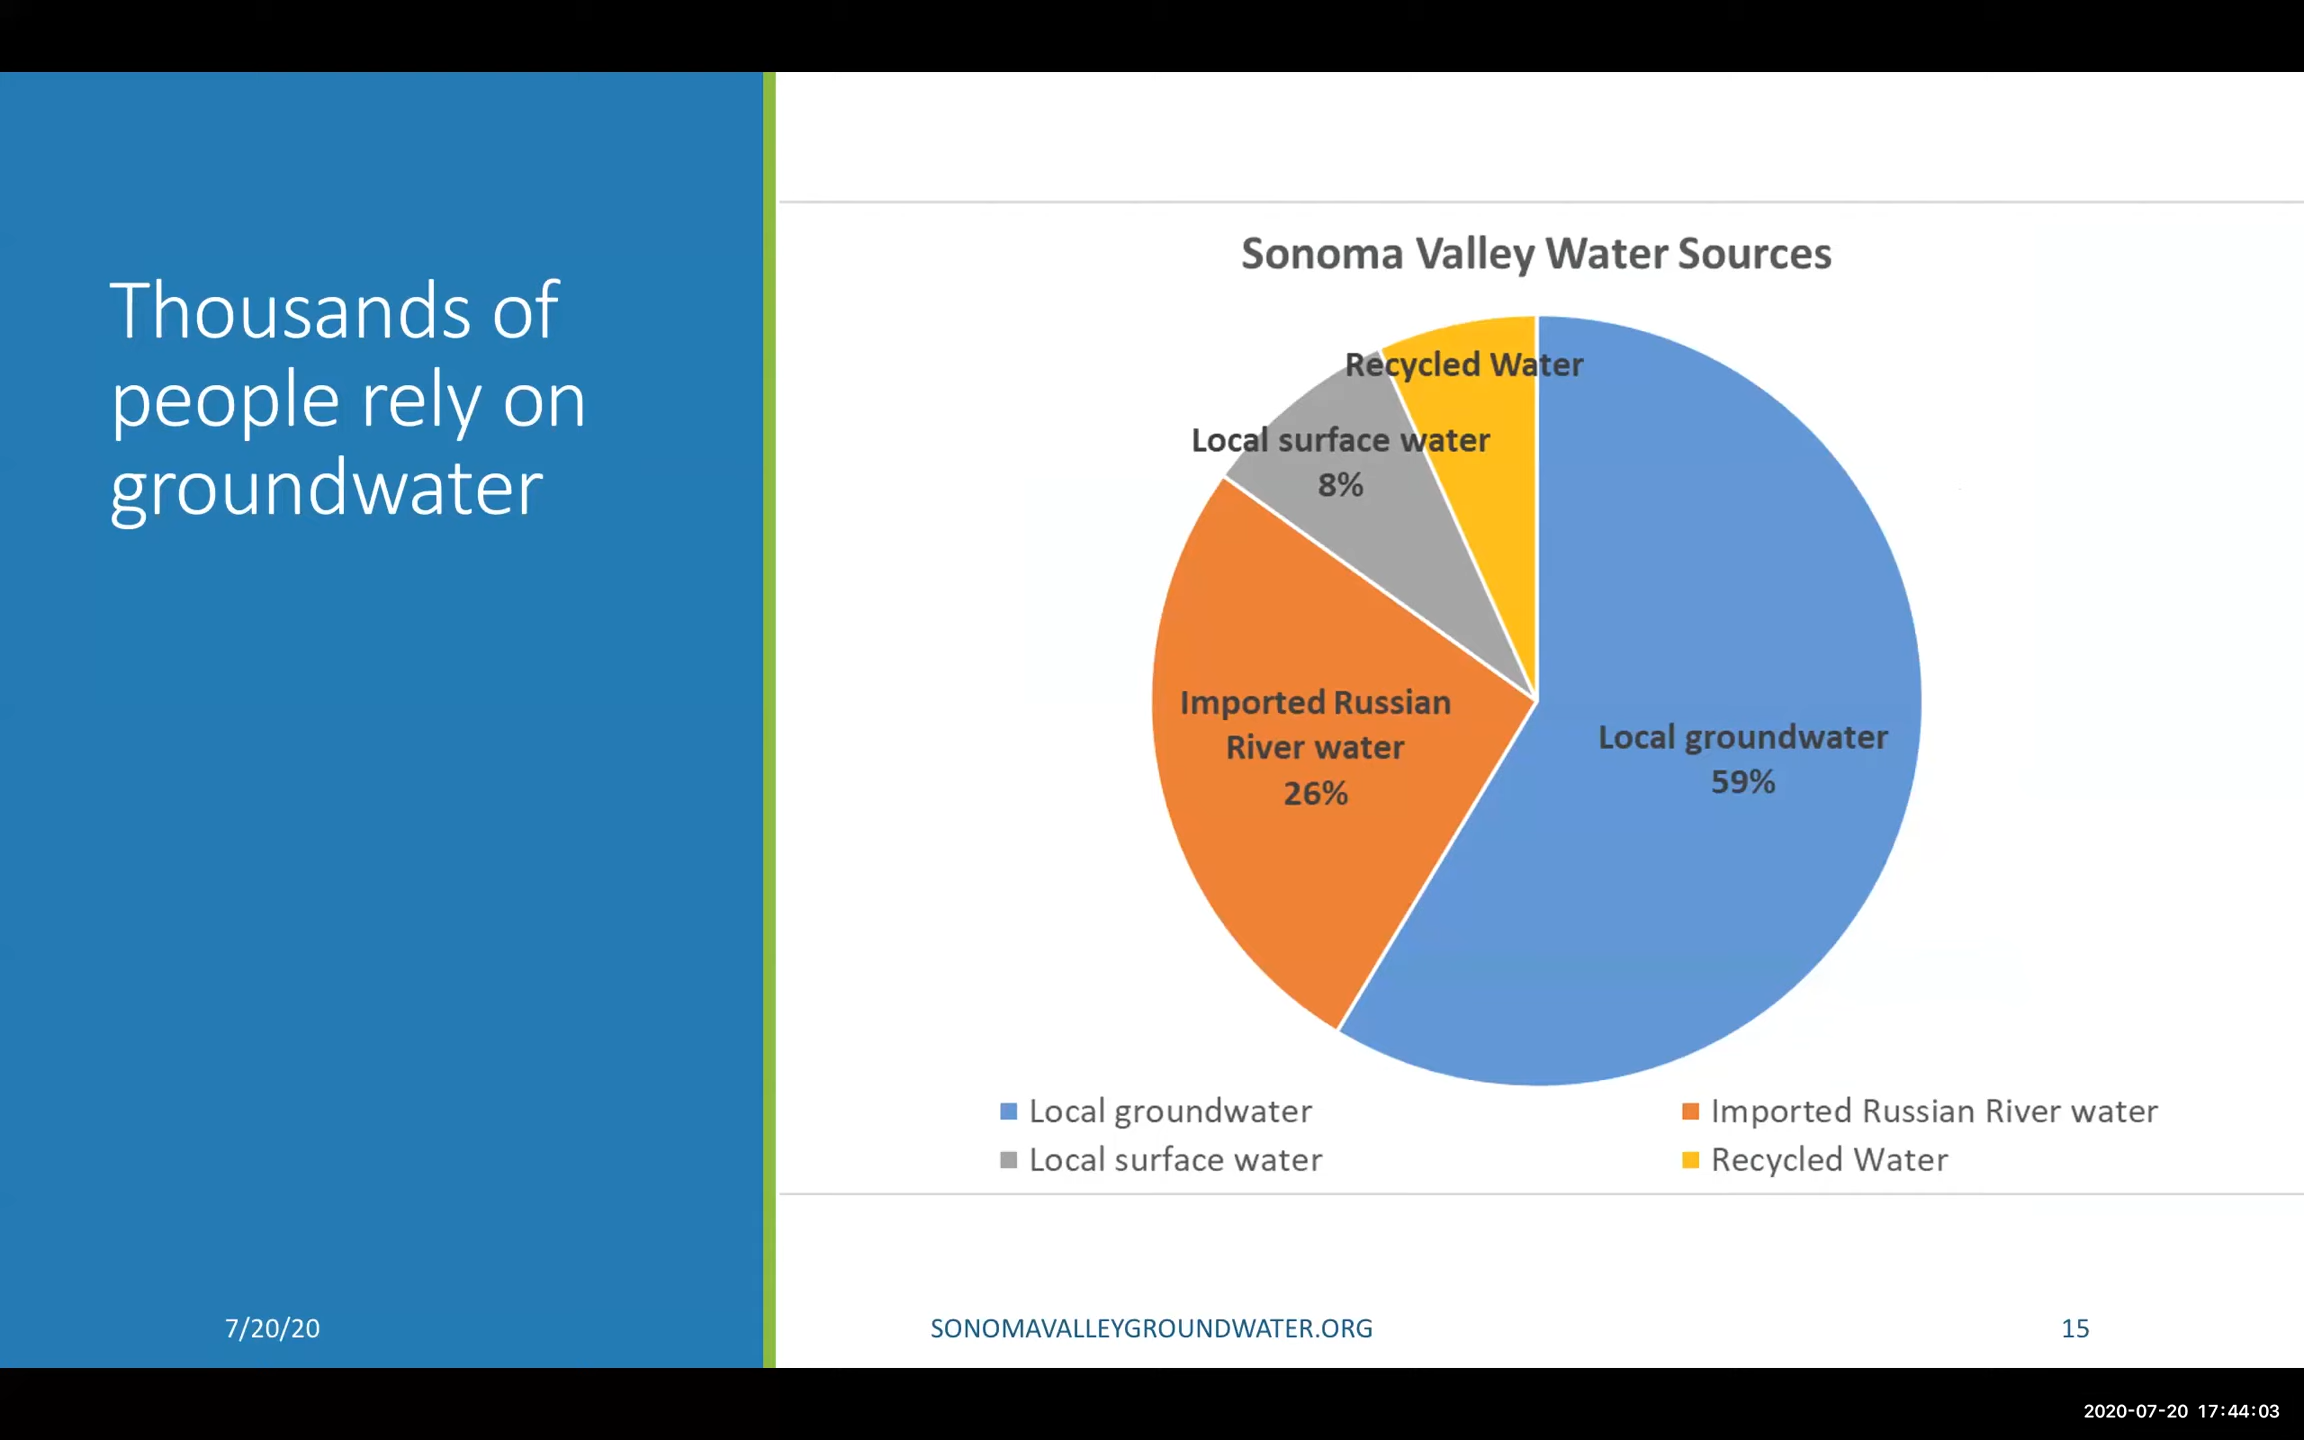 Thousands of
people rely on
groundwater
Sonoma Valley Water Sources
Recycled Water
Local surface water
8%
Imported Russian
River water
26%
Local groundwater
59%
Local groundwater
Imported Russian River water
Local surface water
Recycled Water
7/20/20
SONOMAVALLEYGROUNDWATER.ORG
15
2020-07-20 17:44:03